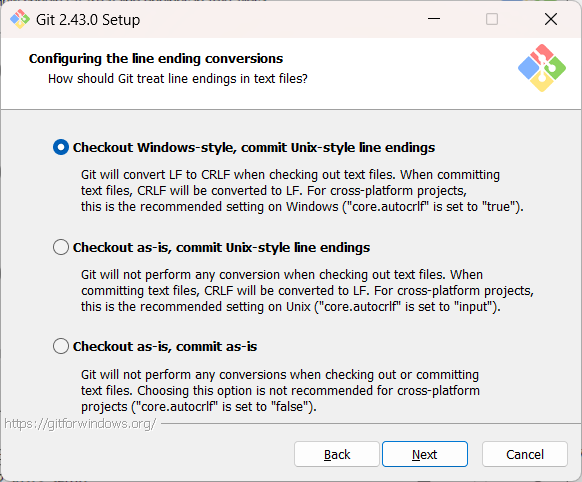 Git 2.43.0 Setup
Configuring the line ending conversions
How should Git treat line endings in text files?
Checkout Windows-style, commit Unix-style line endings
Git will convert LF to CRLF when checking out text files. When committing
text files, CRLF will be converted to LF. For cross-platform projects,
this is the recommended setting on Windows ("core.autocrlf" is set to "true").
Checkout as-is, commit Unix-style line endings
Git will not perform any conversion when checking out text files. When
committing text files, CRLF will be converted to LF. For cross-platform projects,
this is the recommended setting on Unix ("core.autocrlf" is set to "input").
Checkout as-is, commit as-is
Git will not perform any conversions when checking out or committing
text files. Choosing this option is not recommended for cross-platform
projects ("core.autocrlf" is set to "false").
https://gitforwindows.org/
Back Next Cancel